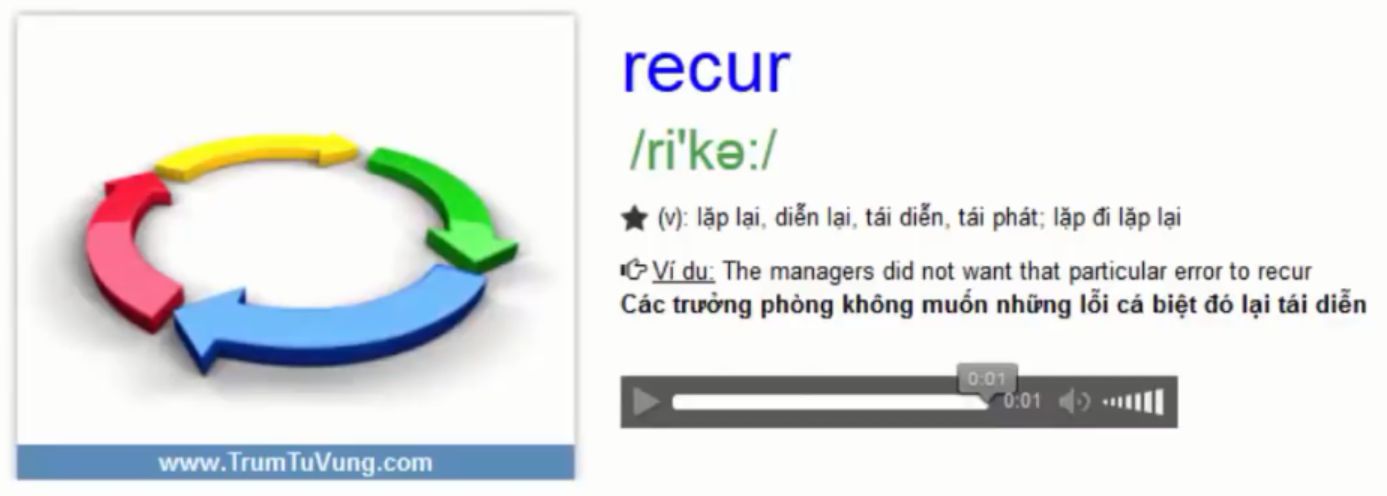 recur
/ri'kə:/
★ (v): lặp lại, diễn lại, tái diễn, tái phát; lặp đi lặp lại
Ví du: The managers did not want that particular error to recur
Các trưởng phòng không muốn những lỗi cá biệt đó lại tái diễn
0:01
0:01
www.TrumTuVung.com